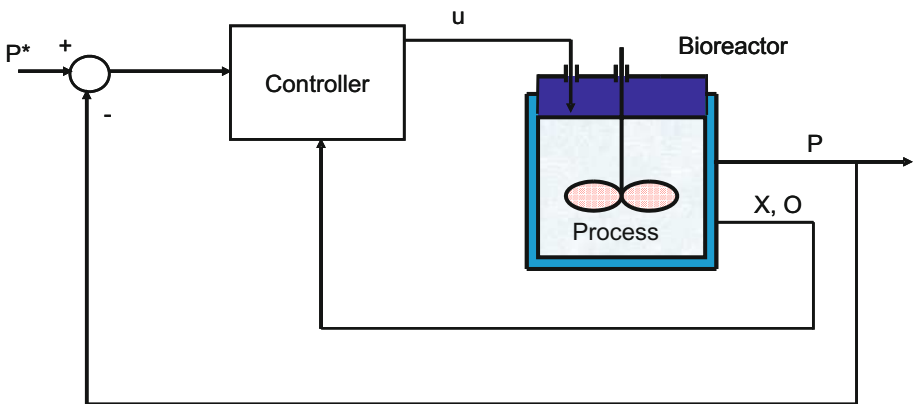 u
Bioreactor
P*
+
Controller
-
P
X, O
Process